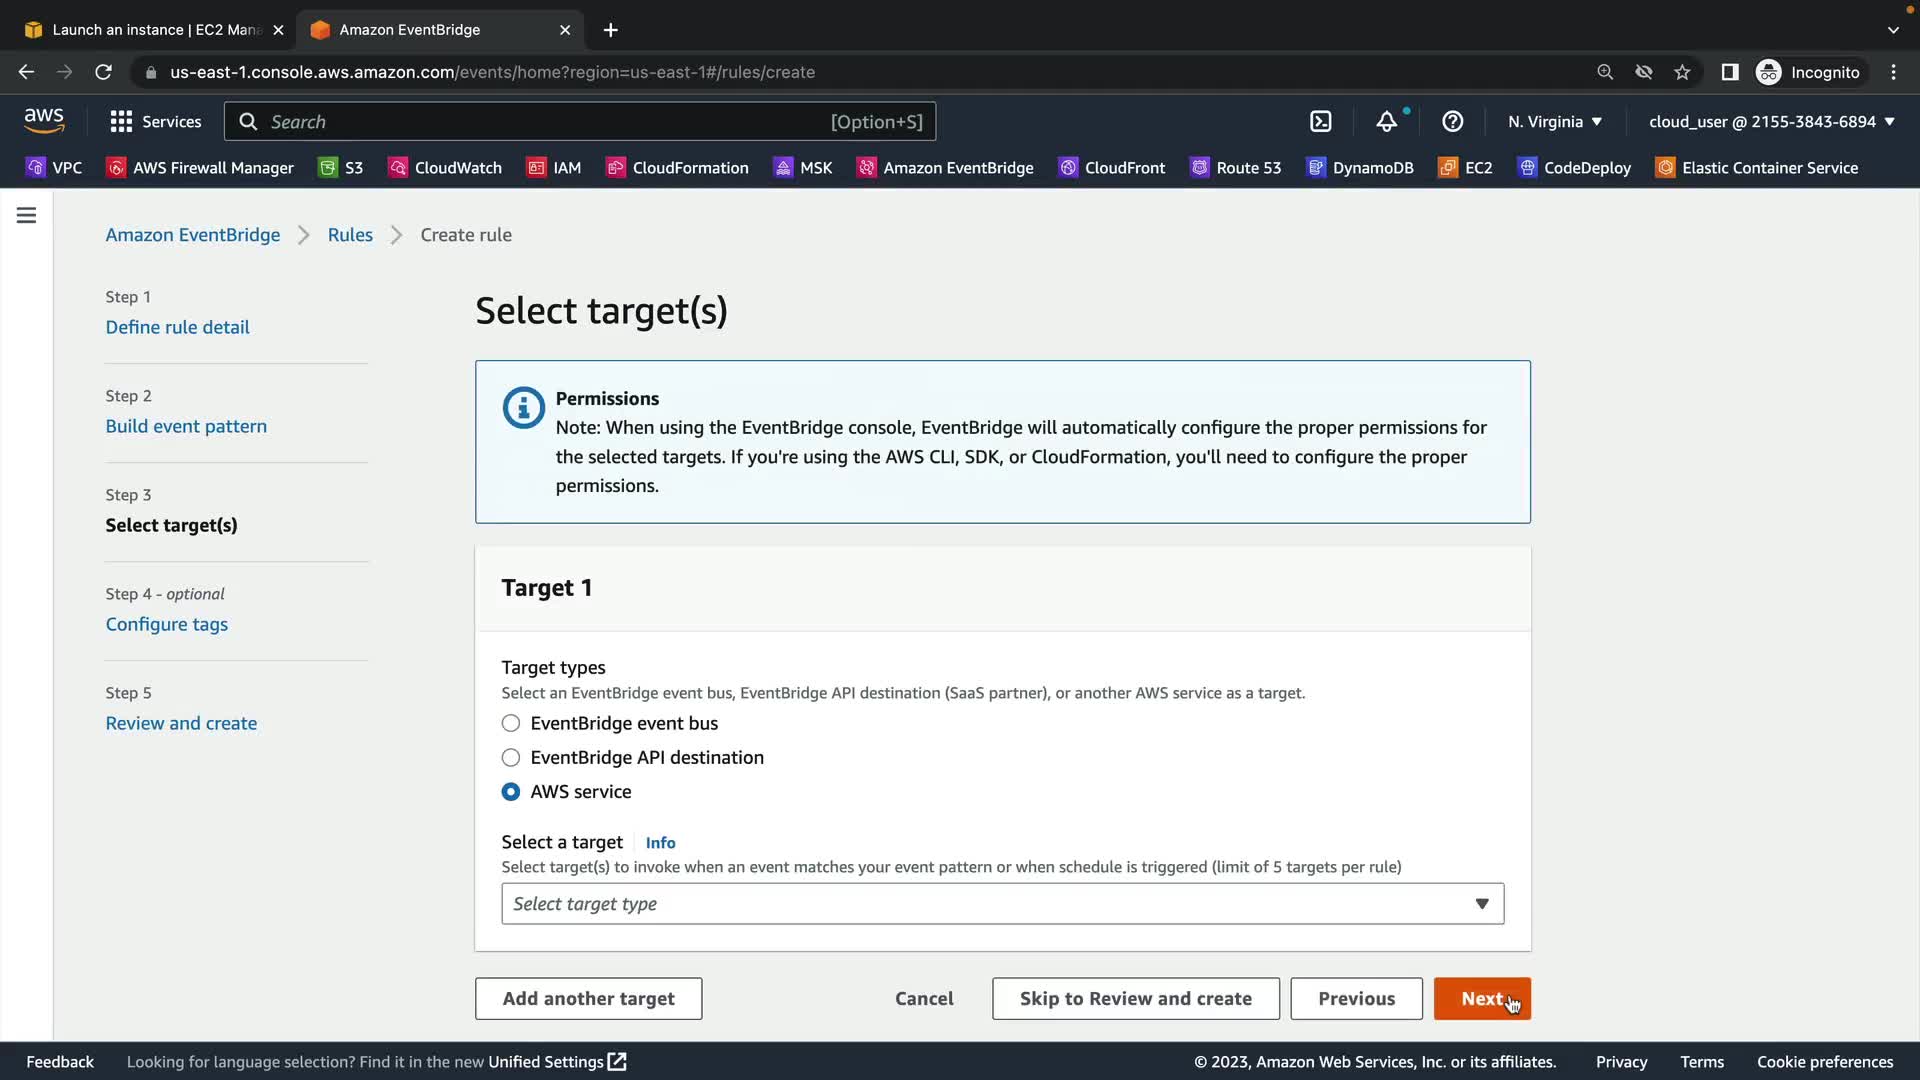 Launch an instance | EC2 Mana
Amazon EventBridge
us-east-1.console.aws.amazon.com/events/home?region=us-east-1#/rules/create
Incognito
aws
Services
Search
[Option+S]
N. Virginia
cloud_user @ 2155-3843-6894
VPC
AWS Firewall Manager
S3
CloudWatch
IAM
CloudFormation
MSK
Amazon EventBridge
CloudFront
Route 53
DynamoDB
EC2
CodeDeploy
Elastic Container Service
Amazon EventBridge
Rules
Create rule
Step 1
Define rule detail
Step 2
Build event pattern
Step 3
Select target(s)
Step 4 - optional
Configure tags
Step 5
Review and create
Select target(s)
Permissions
Note: When using the EventBridge console, EventBridge will automatically configure the proper permissions for
the selected targets. If you're using the AWS CLI, SDK, or CloudFormation, you'll need to configure the proper
permissions.
Target 1
Target types
Select an EventBridge event bus, EventBridge API destination (SaaS partner), or another AWS service as a target.
EventBridge event bus
EventBridge API destination
AWS service
Select a target
Info
Select target(s) to invoke when an event matches your event pattern or when schedule is triggered (limit of 5 targets per rule)
Select target type
Add another target
Cancel
Skip to Review and create
Previous
Next
Feedback
Looking for language selection? Find it in the new Unified Settings
© 2023, Amazon Web Services, Inc. or its affiliates.
Privacy
Terms
Cookie preferences